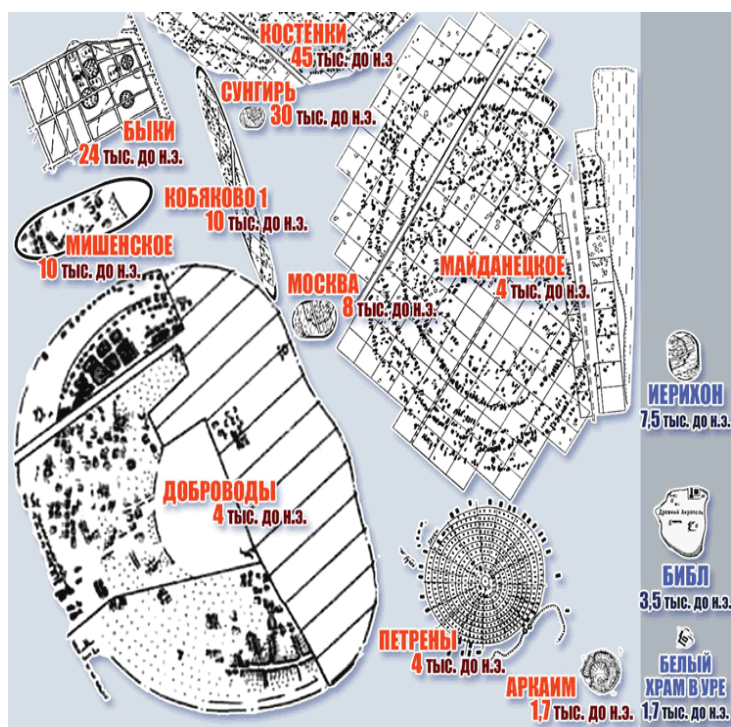 КОСТЁНКИ
45 ТЫС. ДО Н.Э.
СУНГИРЬ
30 ТЫС. ДО Н.Э.
БЫКИ
24 ТЫС. ДО Н.Э.
КОБЯКОВО 1
10 ТЫС. ДО Н.Э.
МИШЕНСКОЕ
10 ТЫС. ДО Н.Э.
МОСКВА
8 ТЫС. ДО Н.Э.
МАЙДАНЕЦКОЕ
4 ТЫС. ДО Н.Э.
ИЕРИХОН
7,5 ТЫС. ДО Н.Э.
ДОБРОВОДЫ
4 ТЫС. ДО Н.Э.
Древний Акрополь
БИБЛ
3,5 ТЫС. ДО Н.Э.
ПЕТРЕНЫ
4 ТЫС. ДО Н.Э.
АРКАИМ
1,7 ТЫС. ДО Н.Э.
БЕЛЫЙ
ХРАМ В УРЕ
1,7 ТЫС. ДО Н.Э.